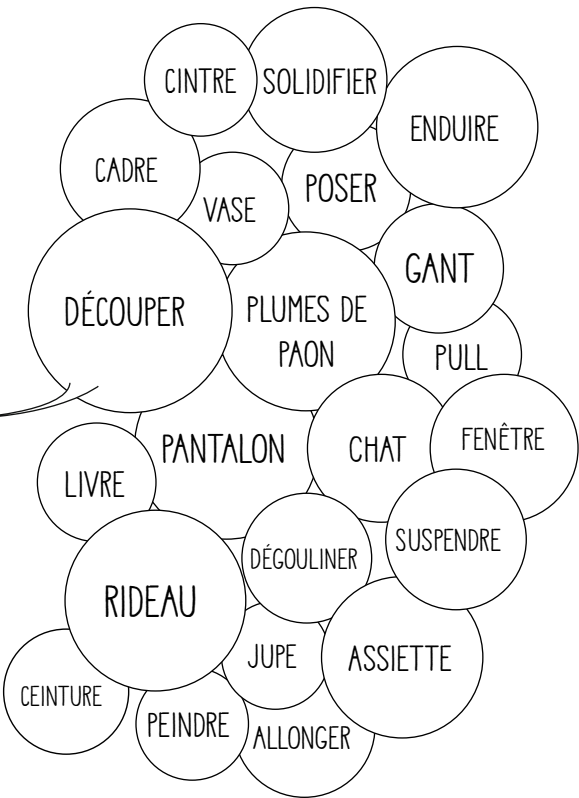 CINTRE
SOLIDIFIER
ENDUIRE
CADRE
VASE
POSER
GANT
DÉCOUPER
PLUMES DE
PAON
PULL
PANTALON
CHAT
FENÊTRE
LIVRE
SUSPENDRE
DÉGOULINER
RIDEAU
JUPE
ASSIETTE
CEINTURE
PEINDRE
ALLONGER